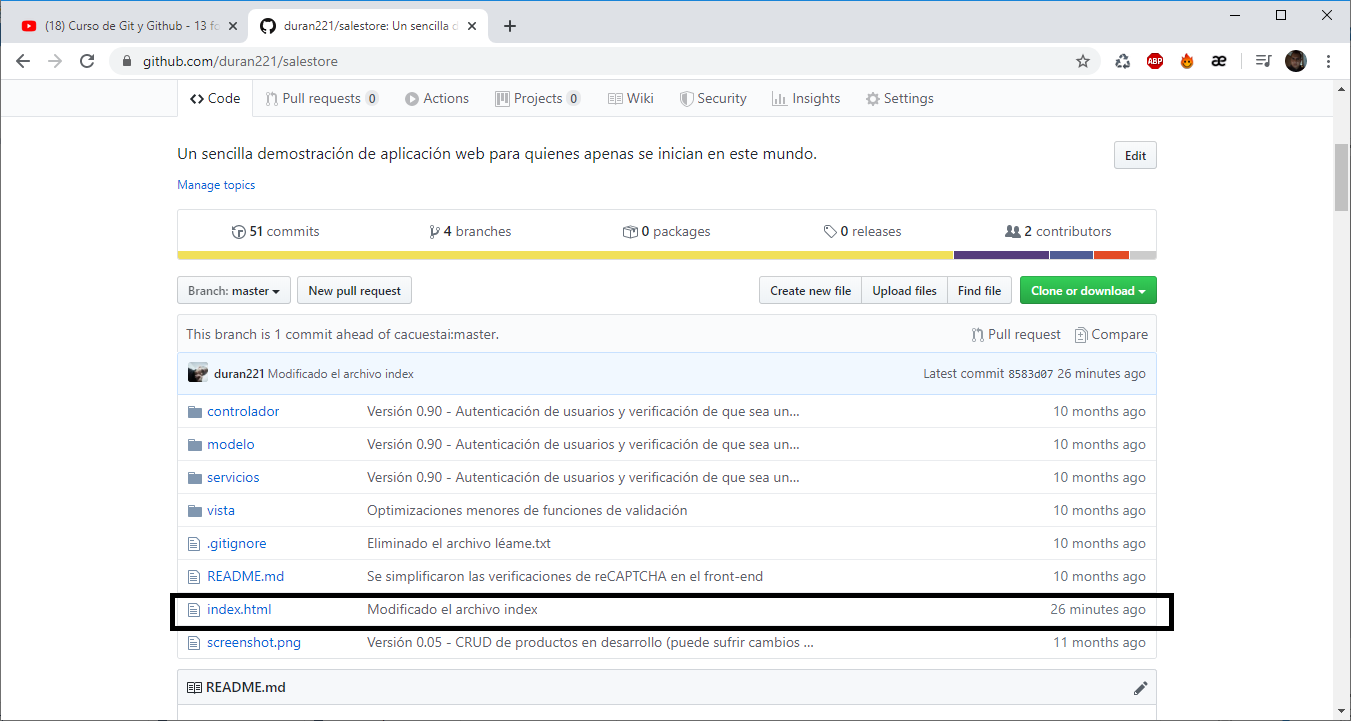 (18) Curso de Git y Github - 13 fo
duran221/salestore: Un sencilla d
github.com/duran221/salestore
ABP
æ
Code
Pull requests 0
Actions
Projects 0
Wiki
Security
Insights
Settings
Un sencilla demostración de aplicación web para quienes apenas se inician en este mundo.
Edit
Manage topics
51 commits
4 branches
0 packages
0 releases
2 contributors
Branch: master
New pull request
Create new file
Upload files
Find file
Clone or download
This branch is 1 commit ahead of cacuestai:master.
Pull request
Compare
duran221 Modificado el archivo index
Latest commit 8583d07 26 minutes ago
controlador Versión 0.90 - Autenticación de usuarios y verificación de que sea un... 10 months ago
modelo Versión 0.90 - Autenticación de usuarios y verificación de que sea un... 10 months ago
servicios Versión 0.90 - Autenticación de usuarios y verificación de que sea un... 10 months ago
vista Optimizaciones menores de funciones de validación 10 months ago
.gitignore Eliminado el archivo léame.txt 10 months ago
README.md Se simplificaron las verificaciones de reCAPTCHA en el front-end 10 months ago
index.html Modificado el archivo index 26 minutes ago
screenshot.png Versión 0.05 - CRUD de productos en desarrollo (puede sufrir cambios ... 11 months ago
README.md